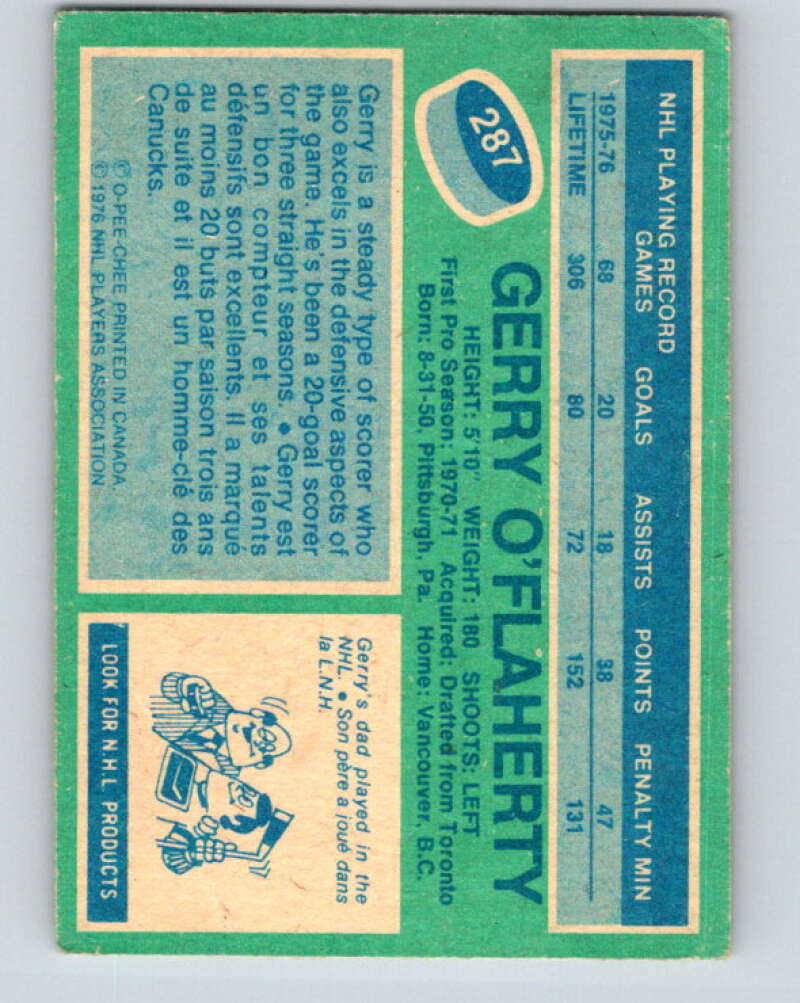 NHL PLAYING RECORD
GAMES GOALS ASSISTS POINTS PENALTY MIN
1975-76 68 20 18 38 47
LIFETIME 306 80 72 152 131
287
GERRY O'FLAHERTY
HEIGHT: 5'10" WEIGHT: 180 SHOOTS: LEFT
First Pro Season: 1970-71 Acquired: Drafted from Toronto
Born: 8-31-50, Pittsburgh, Pa. Home: Vancouver, B.C.
Gerry is a steady type of scorer who
also excels in the defensive aspects of
the game. He's been a 20-goal scorer
for three straight seasons. • Gerry est
un bon compteur et ses talents
défensifs sont excellents. Il a marqué
au moins 20 buts par saison trois ans
de suite et il est un homme-clé des
Canucks.
© O-PEE-CHEE PRINTED IN CANADA.
© 1976 NHL PLAYERS ASSOCIATION
Gerry's dad played in the
NHL. • Son père a joué dans
la L.N.H.
LOOK FOR N.H.L PRODUCTS